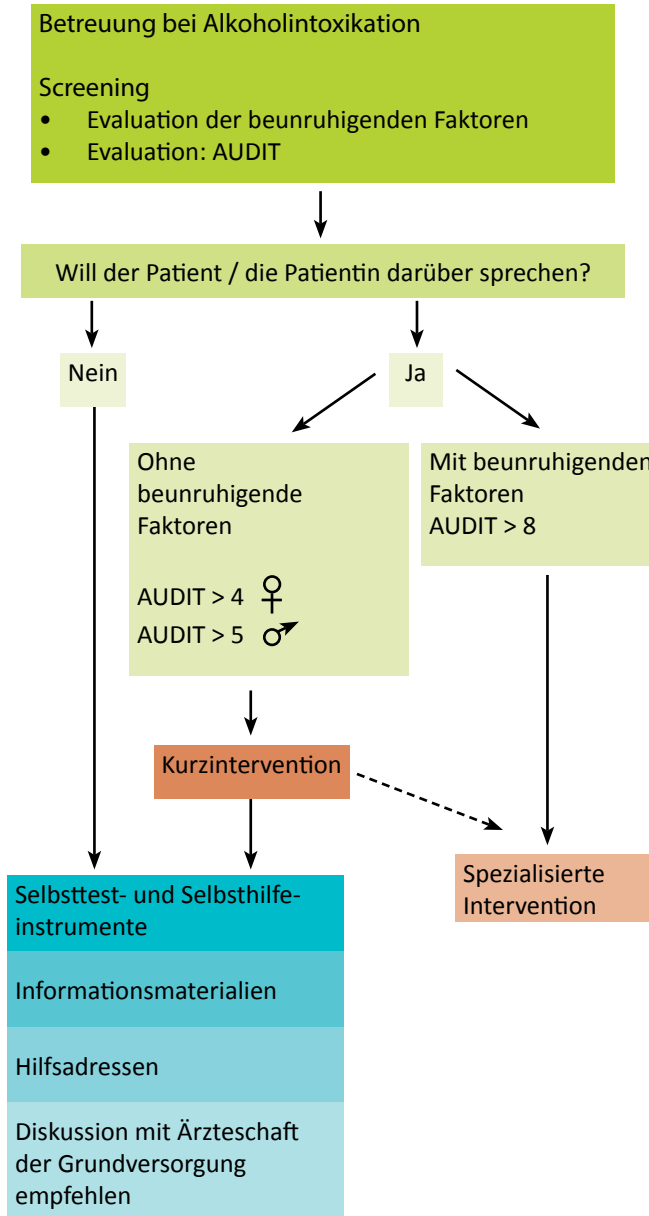 Betreuung bei Alkoholintoxikation
Screening
• Evaluation der beunruhigenden Faktoren
• Evaluation: AUDIT
Will der Patient / die Patientin darüber sprechen?
Nein
Ja
Ohne
beunruhigende
Faktoren
AUDIT > 4 ♀
AUDIT > 5 ♂
Mit beunruhigenden
Faktoren
AUDIT > 8
Kurzintervention
Spezialisierte
Intervention
Selbsttest- und Selbsthilfe-
instrumente
Informationsmaterialien
Hilfsadressen
Diskussion mit Ärzteschaft
der Grundversorgung
empfehlen